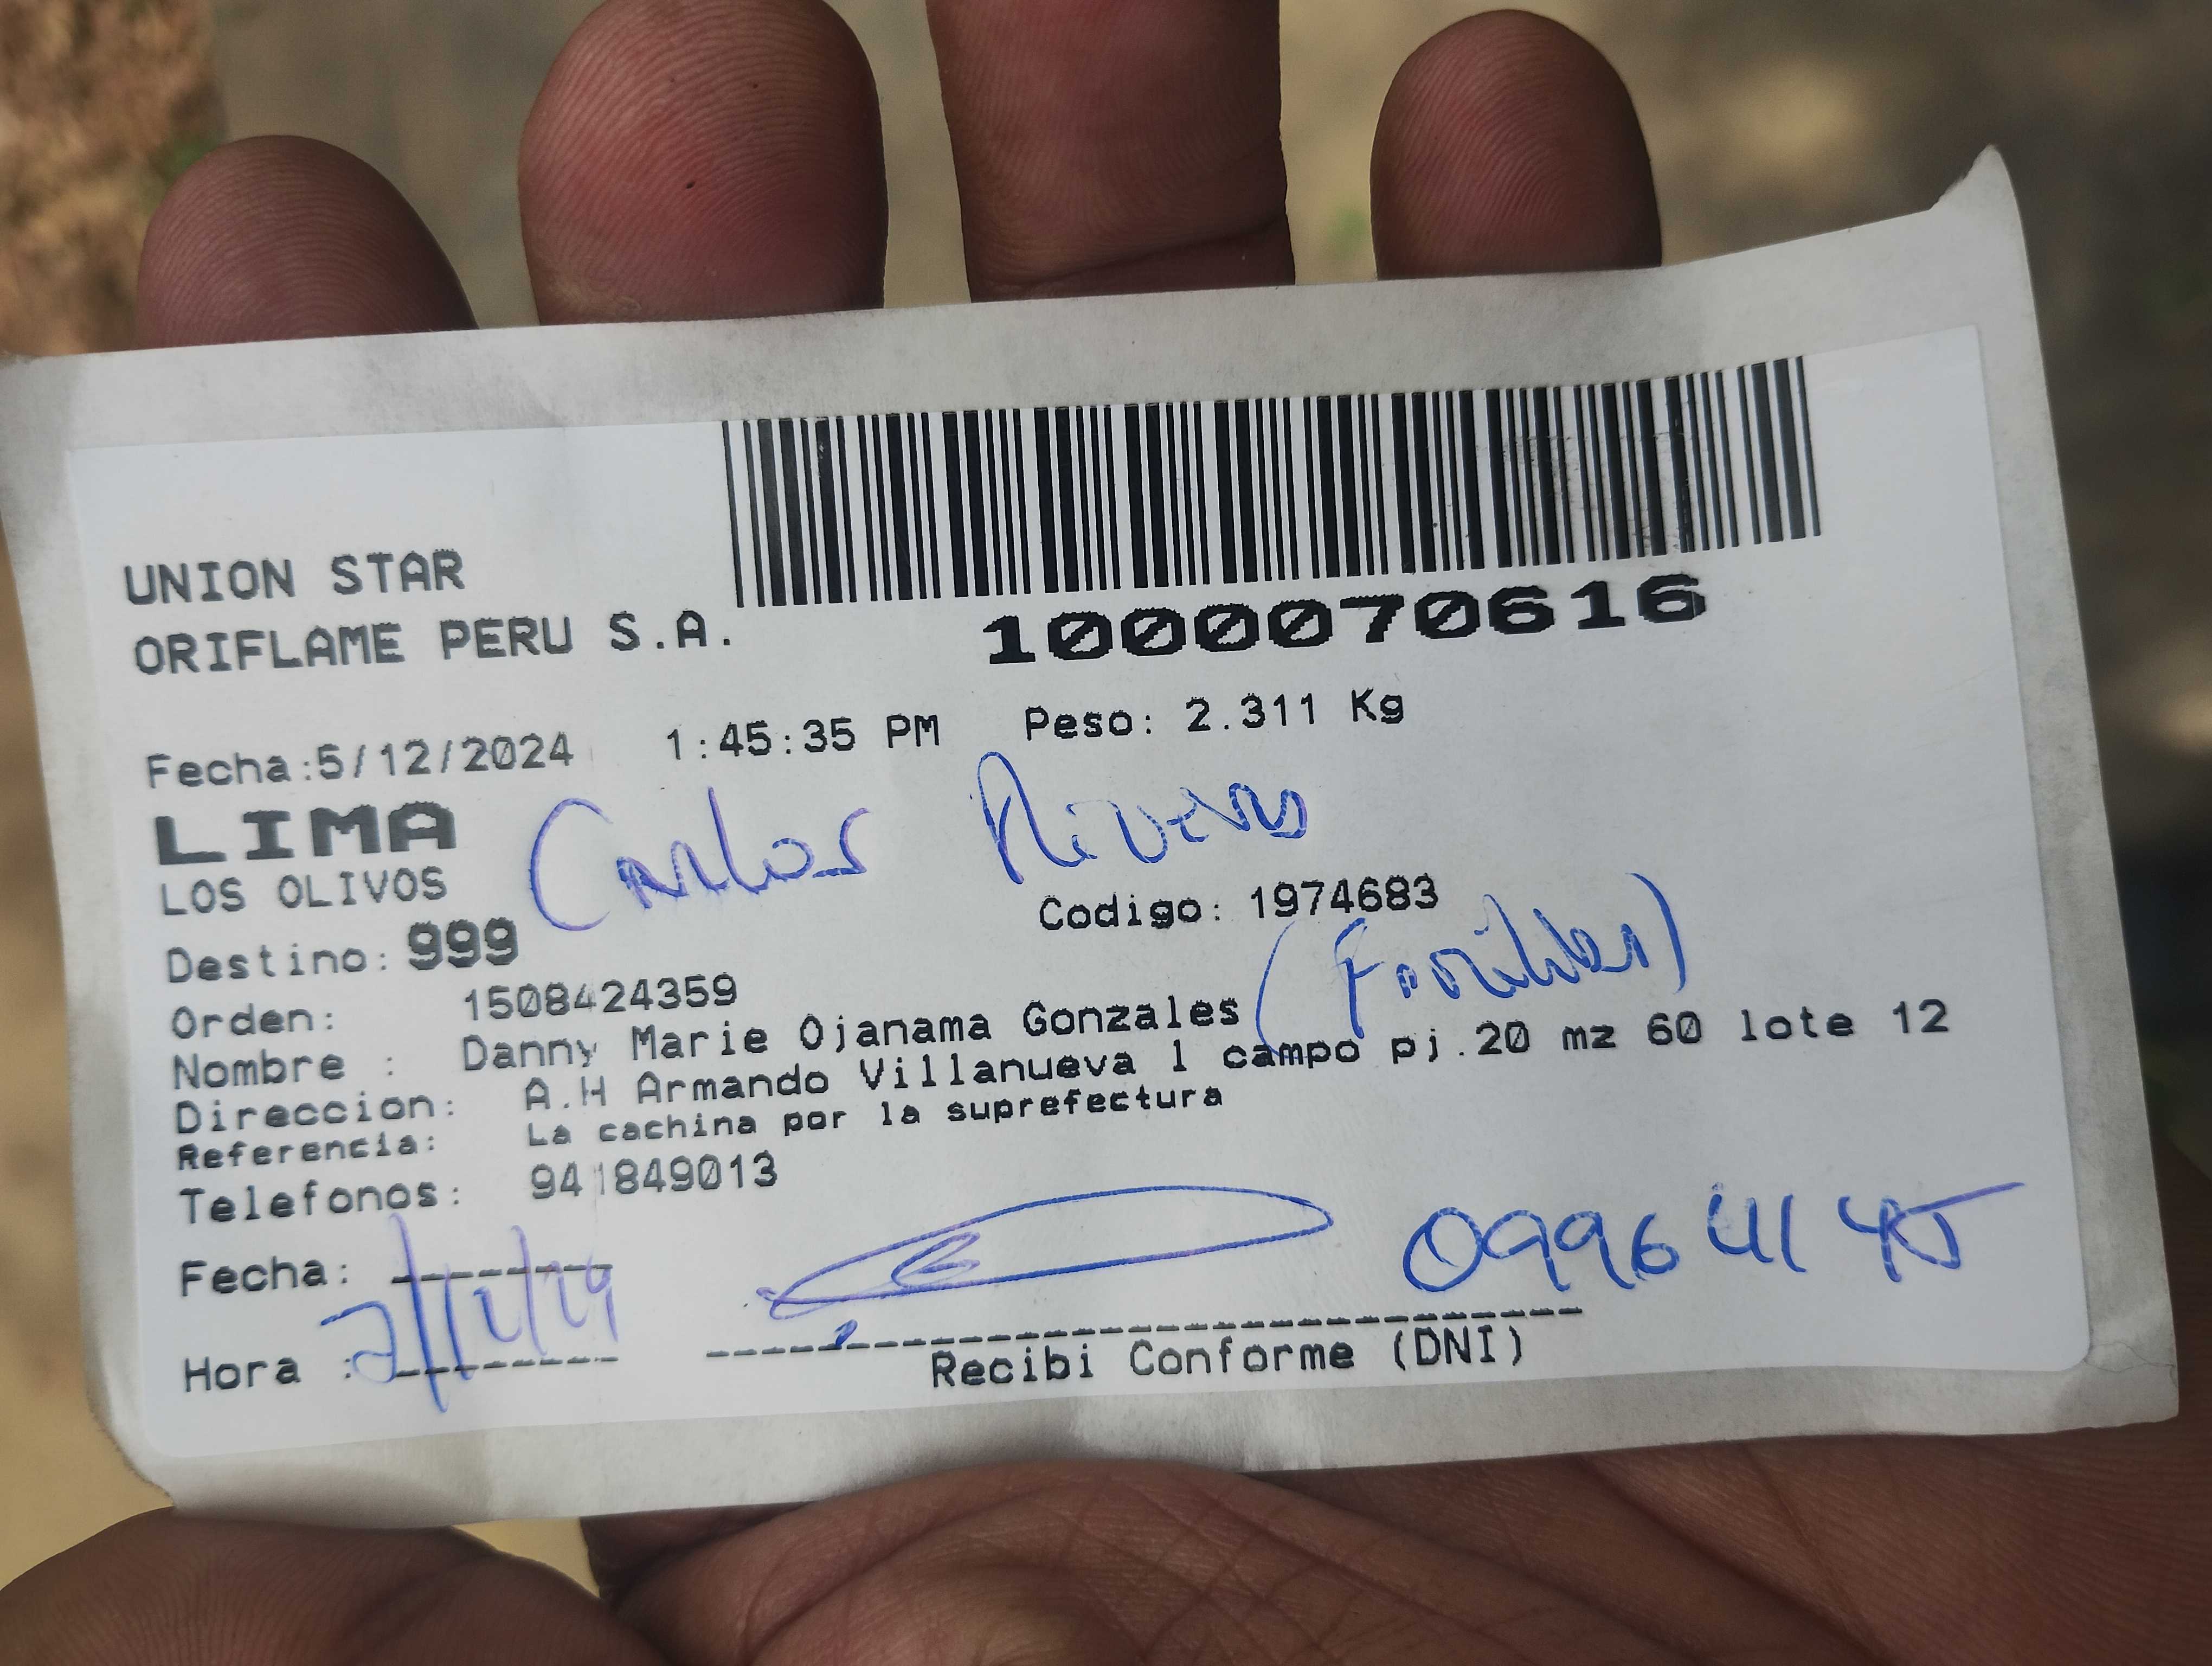 UNION STAR
ORIFLAME PERU S.A.
1000070616
Fecha:5/12/2024 1:45:35 PM Peso: 2.311 Kg
LIMA
Carlos Rivera
LOS OLIVOS
Codigo: 1974683
Destino: 999
(Familiar)
Orden: 1508424359
Nombre : Danny Marie Ojanama Gonzales
Direccion: A.H Armando Villanueva 1 campo pj.20 mz 60 lote 12
Referencia: La cachina por la suprefectura
Telefonos: 941849013
Fecha:
09964145
Hora :
Recibi Conforme (DNI)